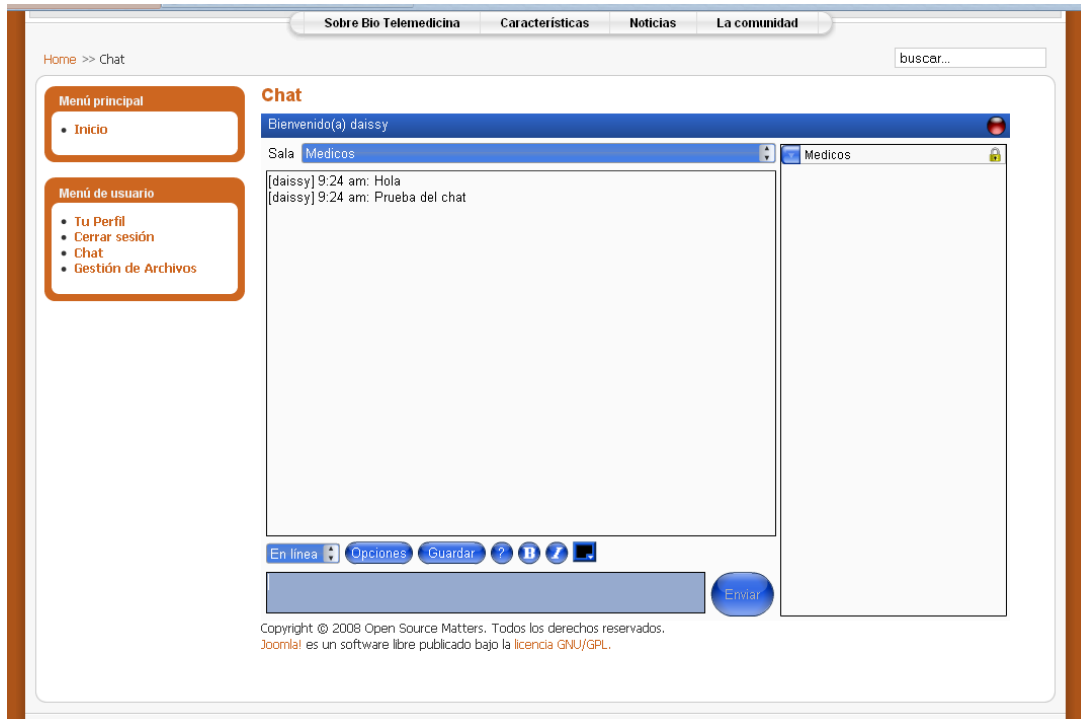 Sobre Bio Telemedicina Características Noticias La comunidad
Home >> Chat
buscar...
Menú principal
Inicio
Menú de usuario
Tu Perfil
Cerrar sesión
Chat
Gestión de Archivos
Chat
Bienvenido(a) daissy
Sala Medicos
Medicos
[daissy] 9:24 am: Hola
[daissy] 9:24 am: Prueba del chat
En línea Opciones Guardar ? B I
Enviar
Copyright © 2008 Open Source Matters. Todos los derechos reservados.
Joomla! es un software libre publicado bajo la licencia GNU/GPL.